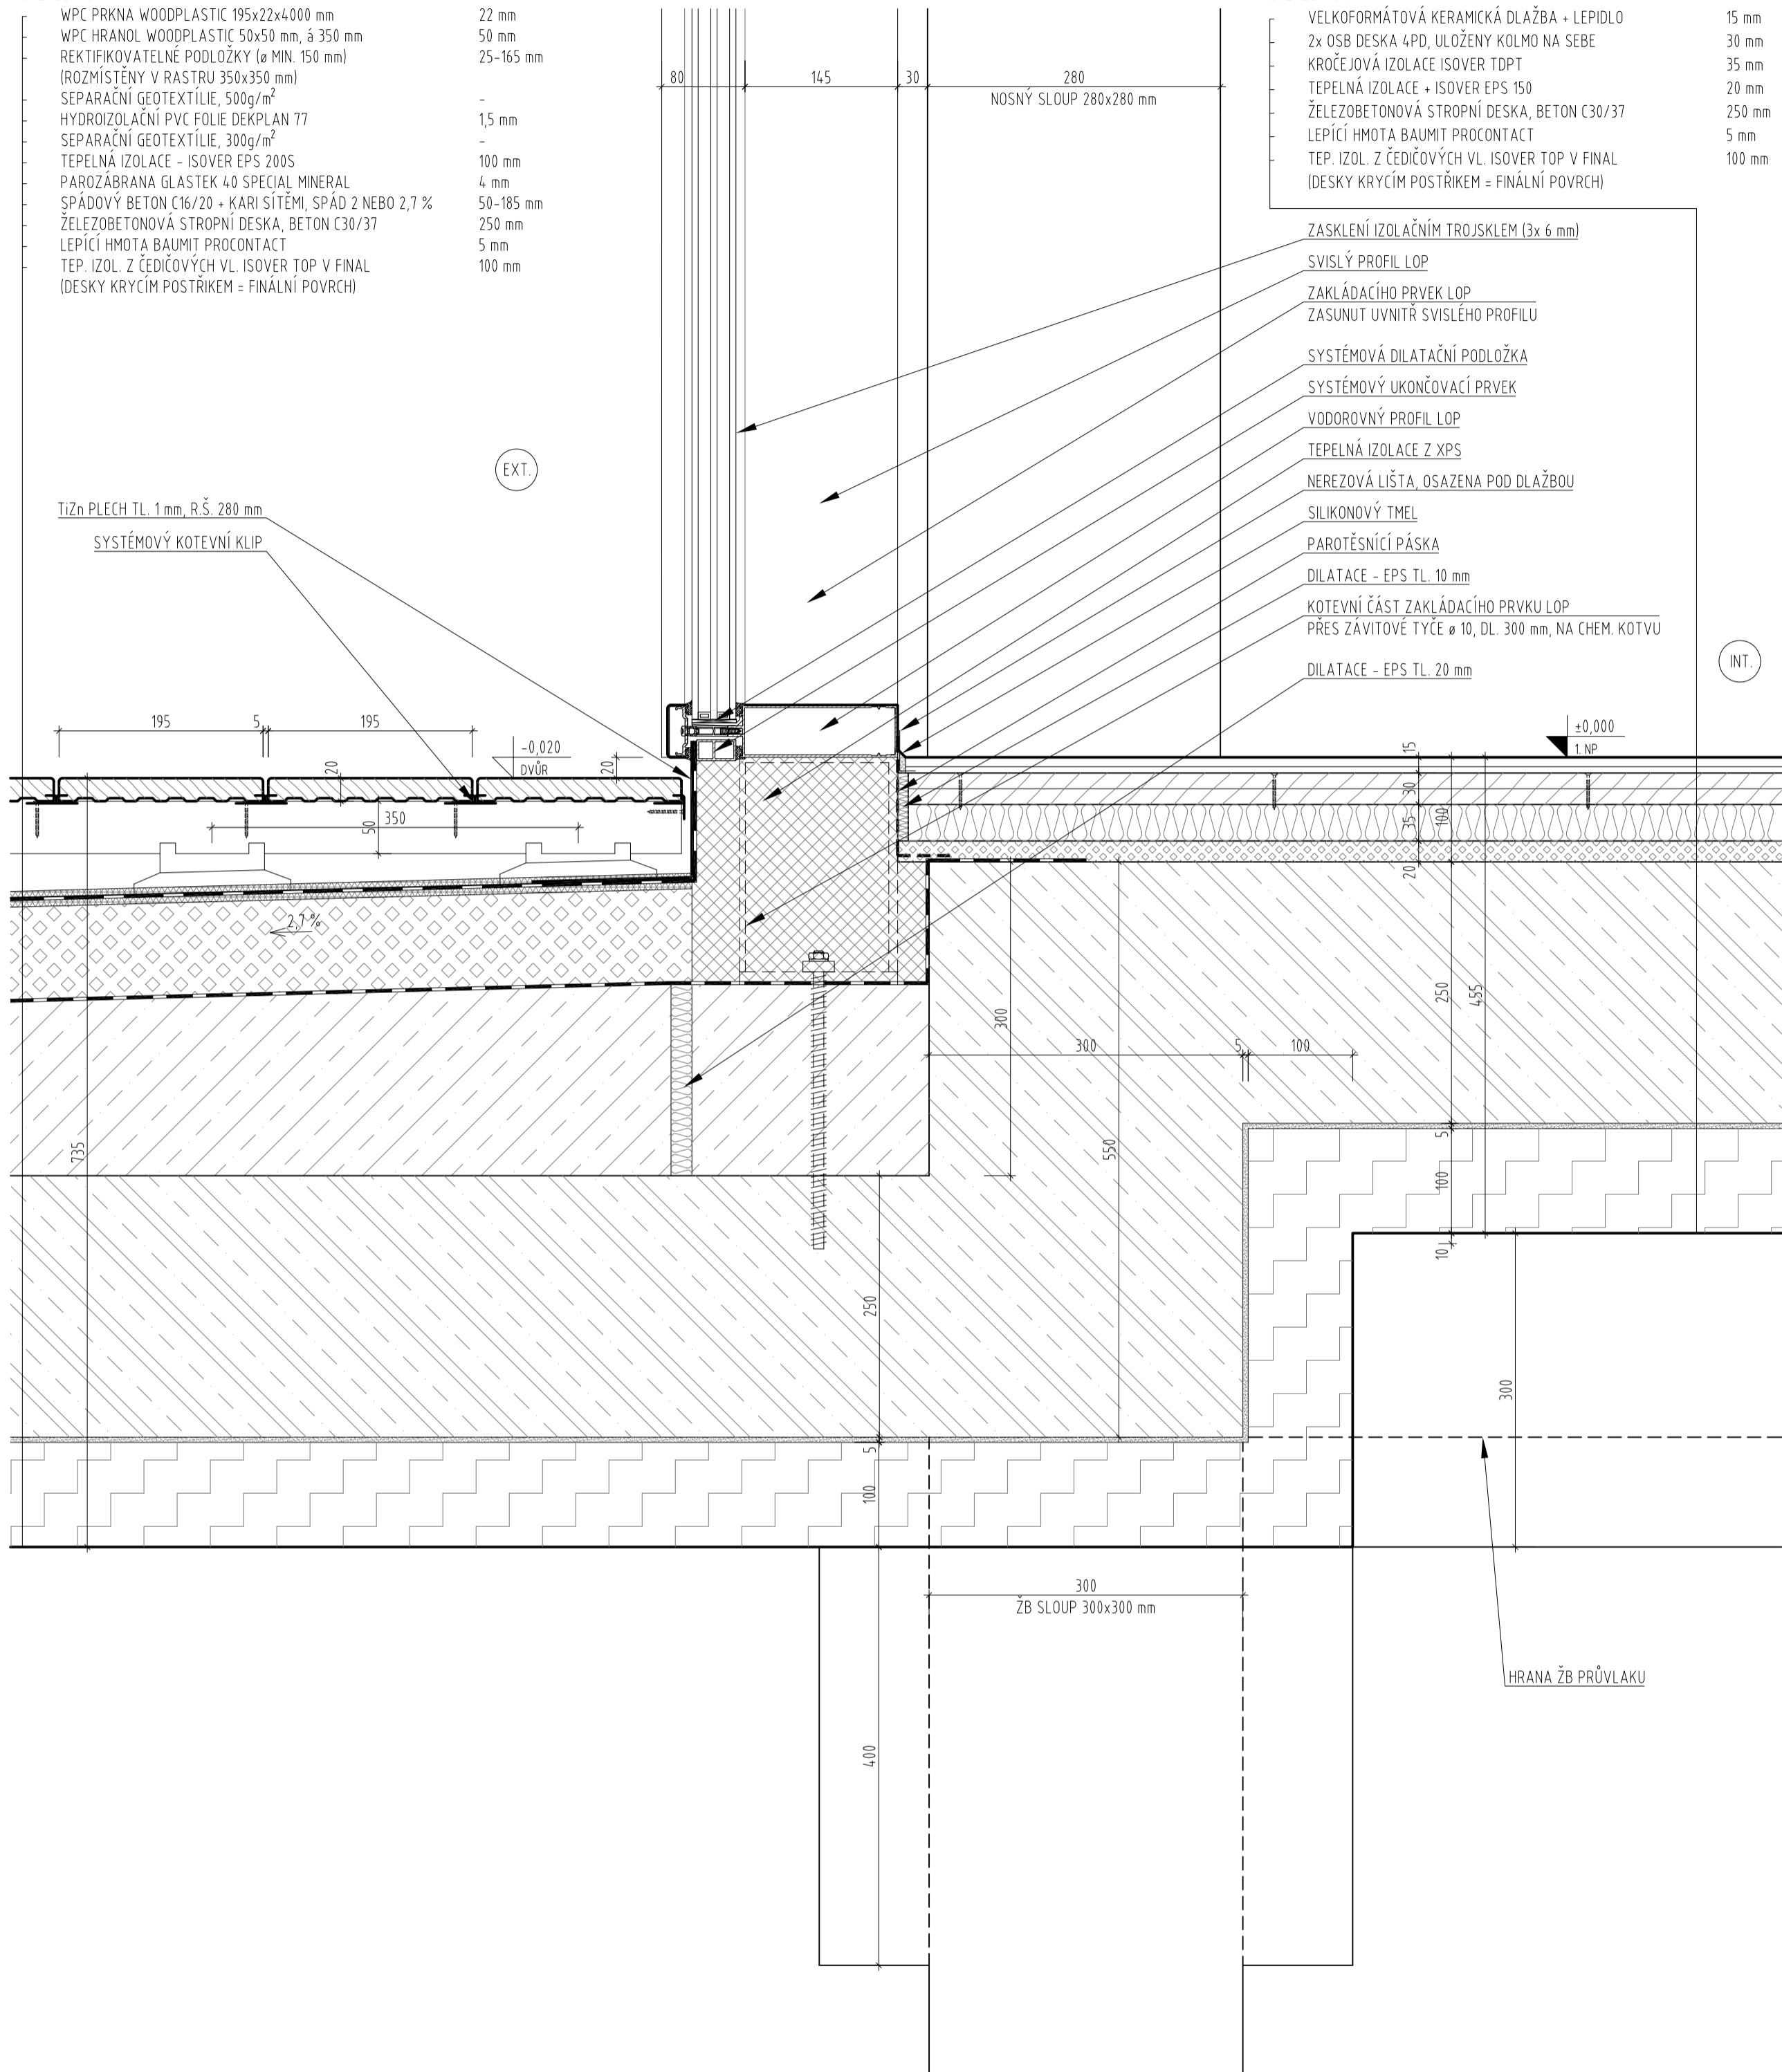 WPC PRKNA WOODPLASTIC 195x22x4000 mm 22 mm
WPC HRANOL WOODPLASTIC 50x50 mm, á 350 mm 50 mm
REKTIFIKOVATELNÉ PODLOŽKY (ø MIN. 150 mm) 25-165 mm
(ROZMÍSTĚNY V RASTRU 350x350 mm)
SEPARAČNÍ GEOTEXTÍLIE, 500g/m² -
HYDROIZOLAČNÍ PVC FOLIE DEKPLAN 77 1,5 mm
SEPARAČNÍ GEOTEXTÍLIE, 300g/m² -
TEPELNÁ IZOLACE - ISOVER EPS 200S 100 mm
PAROZÁBRANA GLASTEK 40 SPECIAL MINERAL 4 mm
SPÁDOVÝ BETON C16/20 + KARI SÍTĚMI, SPÁD 2 NEBO 2,7 % 50-185 mm
ŽELEZOBETONOVÁ STROPNÍ DESKA, BETON C30/37 250 mm
LEPÍCÍ HMOTA BAUMIT PROCONTACT 5 mm
TEP. IZOL. Z ČEDIČOVÝCH VL. ISOVER TOP V FINAL 100 mm
(DESKY KRYCÍM POSTŘIKEM = FINÁLNÍ POVRCH)
VELKOFORMÁTOVÁ KERAMICKÁ DLAŽBA + LEPIDLO 15 mm
2x OSB DESKA 4PD, ULOŽENY KOLMO NA SEBE 30 mm
KROČEJOVÁ IZOLACE ISOVER TDPT 35 mm
TEPELNÁ IZOLACE + ISOVER EPS 150 20 mm
ŽELEZOBETONOVÁ STROPNÍ DESKA, BETON C30/37 250 mm
LEPÍCÍ HMOTA BAUMIT PROCONTACT 5 mm
TEP. IZOL. Z ČEDIČOVÝCH VL. ISOVER TOP V FINAL 100 mm
(DESKY KRYCÍM POSTŘIKEM = FINÁLNÍ POVRCH)
80 145 30 280
NOSNÝ SLOUP 280x280 mm
ZASKLENÍ IZOLAČNÍM TROJSKLEM (3x 6 mm)
SVISLÝ PROFIL LOP
ZAKLÁDACÍHO PRVEK LOP
ZASUNUT UVNITŘ SVISLÉHO PROFILU
SYSTÉMOVÁ DILATAČNÍ PODLOŽKA
SYSTÉMOVÝ UKONČOVACÍ PRVEK
VODOROVNÝ PROFIL LOP
TEPELNÁ IZOLACE Z XPS
NEREZOVÁ LIŠTA, OSAZENA POD DLAŽBOU
SILIKONOVÝ TMEL
PAROTĚSNÍCÍ PÁSKA
DILATACE - EPS TL. 10 mm
KOTEVNÍ ČÁST ZAKLÁDACÍHO PRVKU LOP
PŘES ZÁVITOVÉ TYČE ø 10, DL. 300 mm, NA CHEM. KOTVU
DILATACE - EPS TL. 20 mm
EXT.
INT.
TiZn PLECH TL. 1 mm, R.Š. 280 mm
SYSTÉMOVÝ KOTEVNÍ KLIP
195 5 195
-0,020
DVŮR
20
20
±0,000
1. NP
15
30
35
100
20
350
50
2,7 %
250
455
300
300 5 100
735
550
5
100
10
250
300
5
100
300
ŽB SLOUP 300x300 mm
400
HRANA ŽB PRŮVLAKU